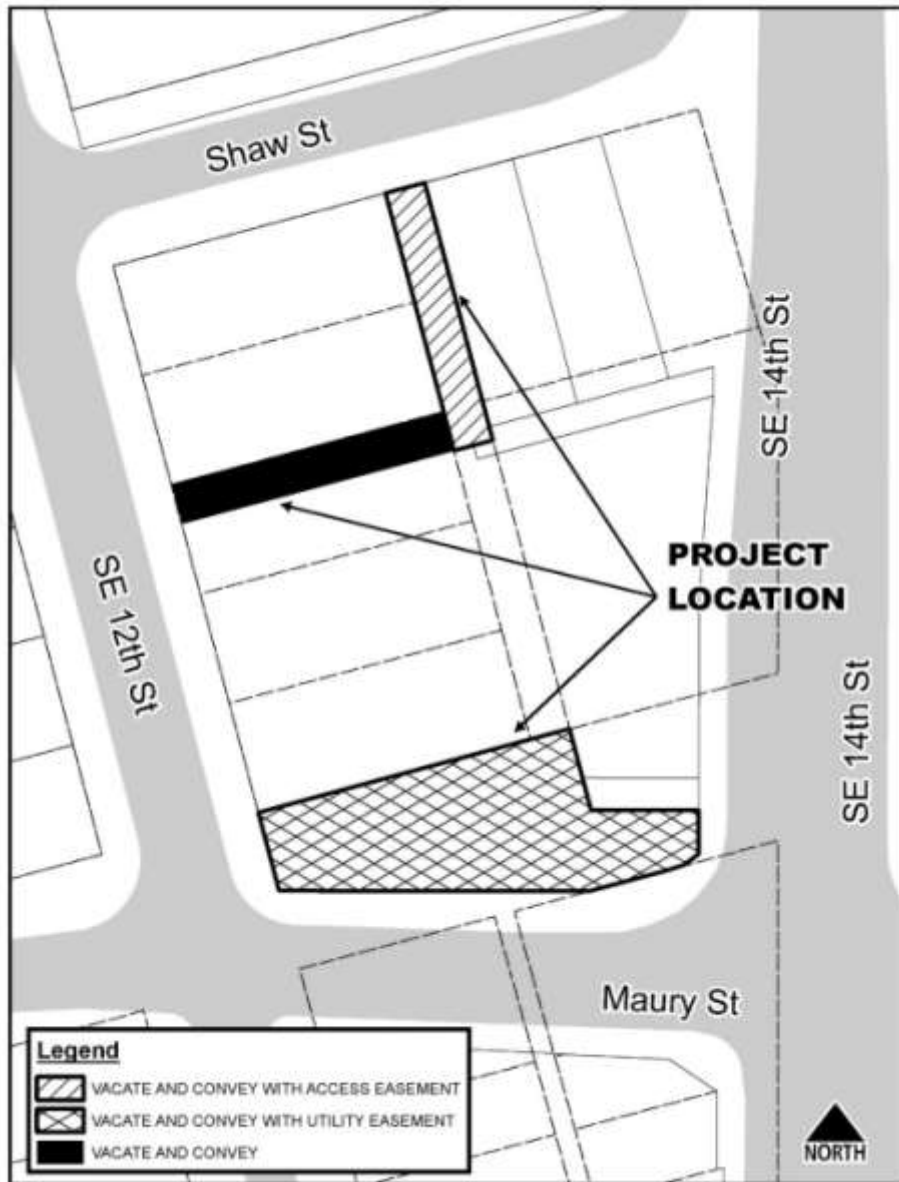 Shaw St
SE 14th St
PROJECT
LOCATION
SE 12th St
SE 14th St
Maury St
Legend
VACATE AND CONVEY WITH ACCESS EASEMENT
VACATE AND CONVEY WITH UTILITY EASEMENT
VACATE AND CONVEY
NORTH